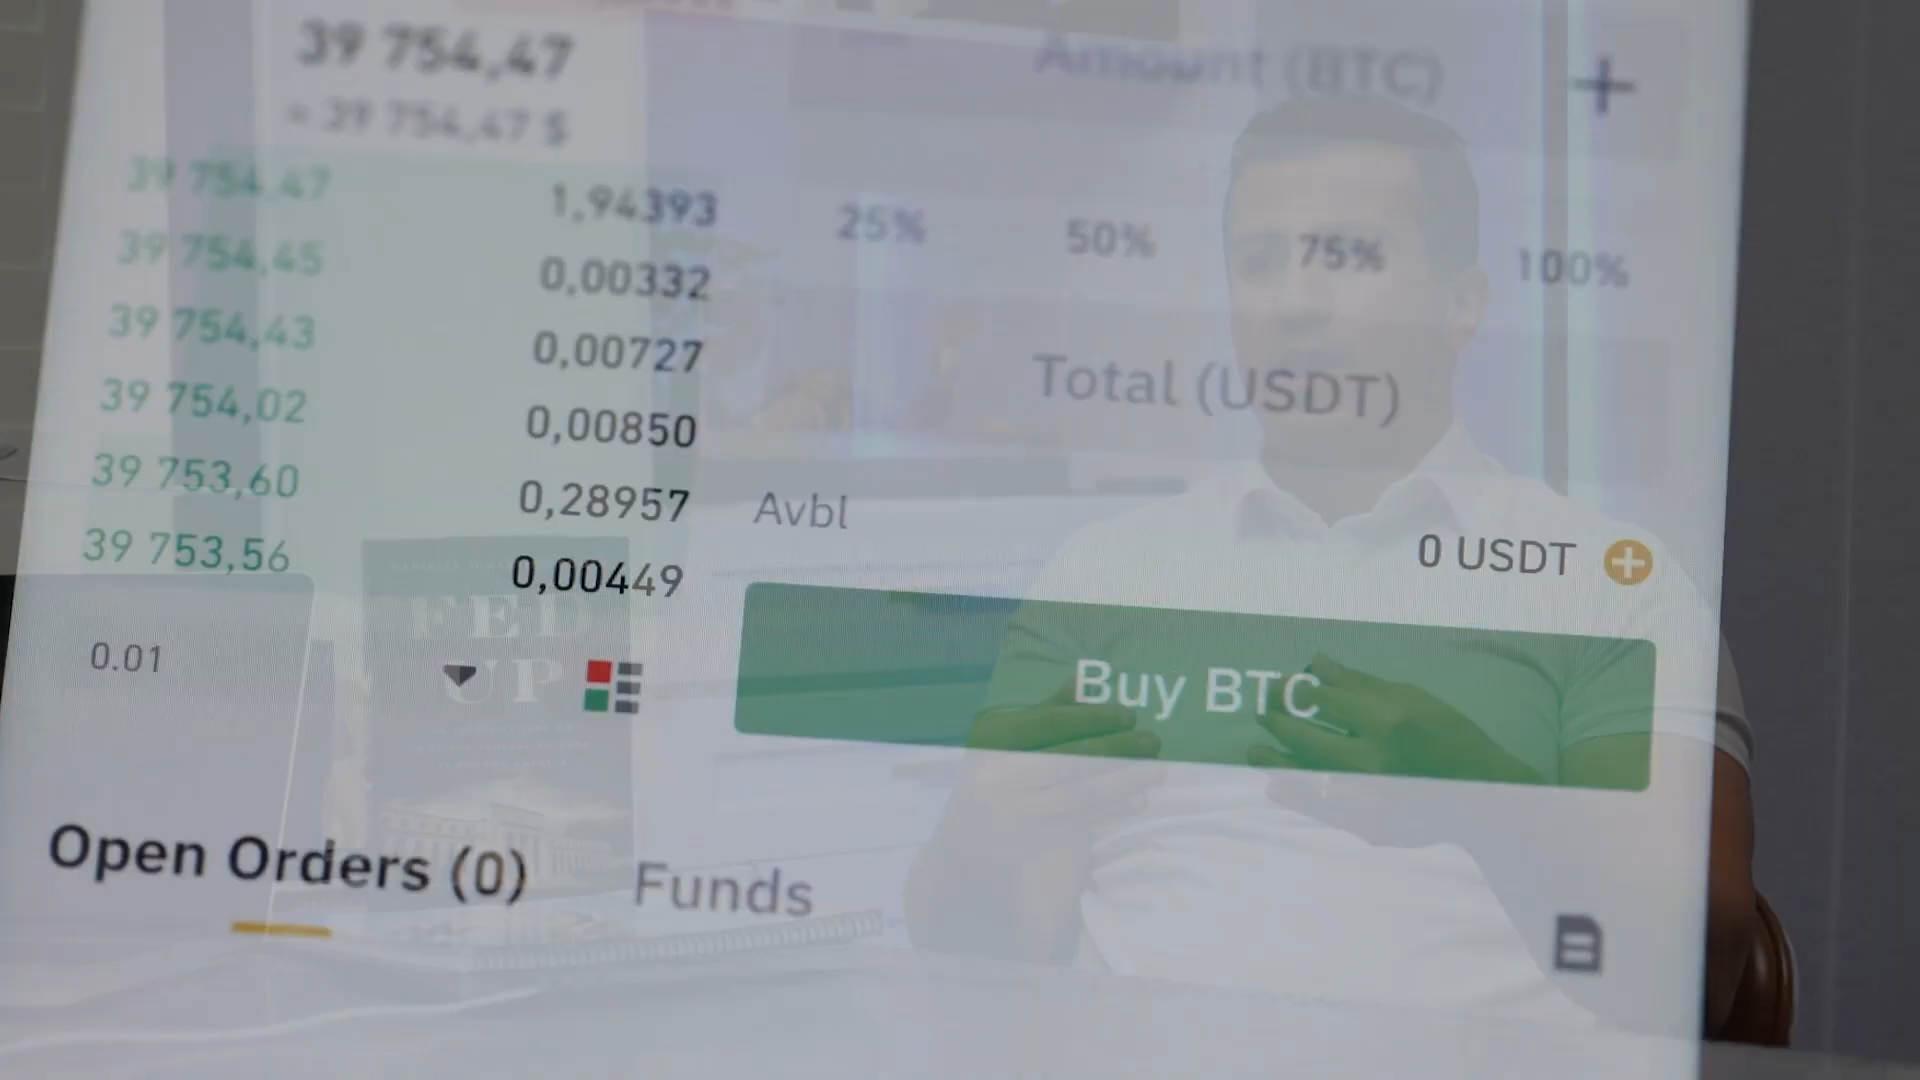 39 754,47
≈ 39 754,47 $
39 754,47 1,94393
39 754,45 0,00332
39 754,43 0,00727
39 754,02 0,00850
39 753,60 0,28957
39 753,56 0,00449
0.01
Amount (BTC) +
25% 50% 75% 100%
Total (USDT)
Avbl 0 USDT
Buy BTC
Open Orders (0) Funds
FED
UP